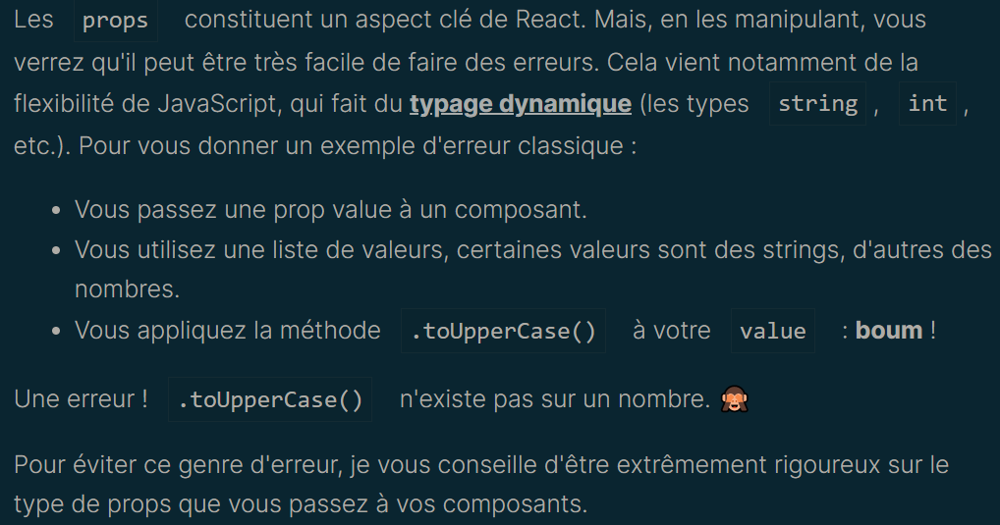 Les props constituent un aspect clé de React. Mais, en les manipulant, vous
verrez qu'il peut être très facile de faire des erreurs. Cela vient notamment de la
flexibilité de JavaScript, qui fait du typage dynamique (les types string , int ,
etc.). Pour vous donner un exemple d'erreur classique :
• Vous passez une prop value à un composant.
• Vous utilisez une liste de valeurs, certaines valeurs sont des strings, d'autres des
nombres.
• Vous appliquez la méthode .toUpperCase() à votre value : boum !
Une erreur ! .toUpperCase() n'existe pas sur un nombre. 🙈
Pour éviter ce genre d'erreur, je vous conseille d'être extrêmement rigoureux sur le
type de props que vous passez à vos composants.